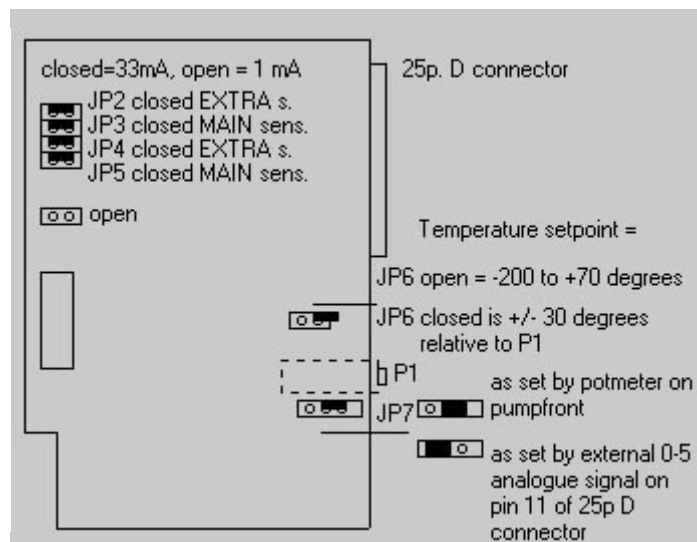 closed=33mA, open = 1 mA
JP2 closed EXTRA s.
JP3 closed MAIN sens.
JP4 closed EXTRA s.
JP5 closed MAIN sens.
open
25p. D connector
Temperature setpoint =
JP6 open = -200 to +70 degrees
JP6 closed is +/- 30 degrees
relative to P1
P1
JP7
as set by potmeter on
pumpfront
as set by external 0-5
analogue signal on
pin 11 of 25p D
connector